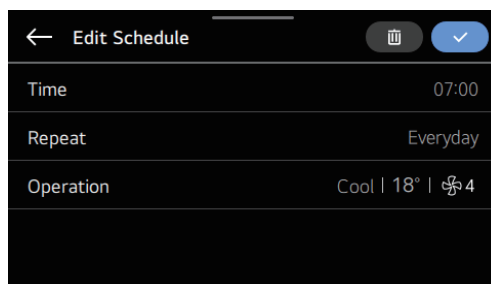 Edit Schedule
Time 07:00
Repeat Everyday
Operation Cool | 18° | 4